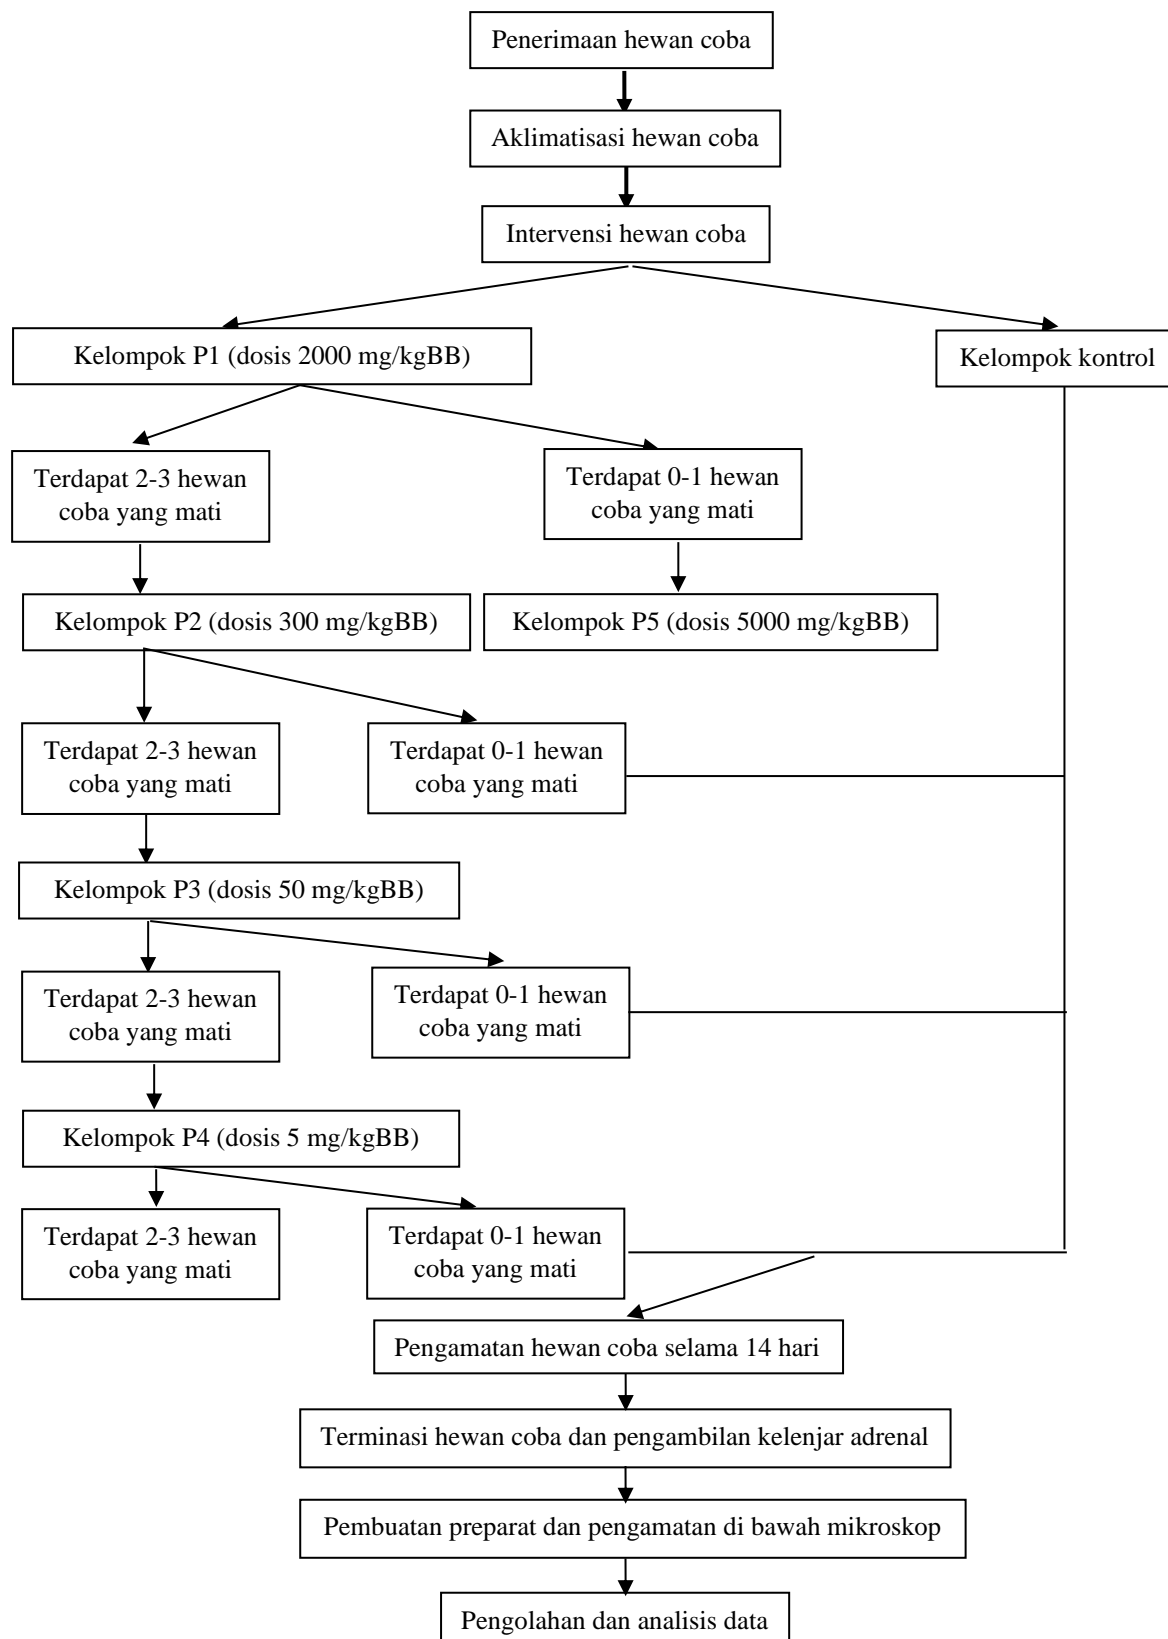 Penerimaan hewan coba
Aklimatisasi hewan coba
Intervensi hewan coba
Kelompok P1 (dosis 2000 mg/kgBB)
Kelompok kontrol
Terdapat 2-3 hewan
coba yang mati
Terdapat 0-1 hewan
coba yang mati
Kelompok P2 (dosis 300 mg/kgBB)
Kelompok P5 (dosis 5000 mg/kgBB)
Terdapat 2-3 hewan
coba yang mati
Terdapat 0-1 hewan
coba yang mati
Kelompok P3 (dosis 50 mg/kgBB)
Terdapat 2-3 hewan
coba yang mati
Terdapat 0-1 hewan
coba yang mati
Kelompok P4 (dosis 5 mg/kgBB)
Terdapat 2-3 hewan
coba yang mati
Terdapat 0-1 hewan
coba yang mati
Pengamatan hewan coba selama 14 hari
Terminasi hewan coba dan pengambilan kelenjar adrenal
Pembuatan preparat dan pengamatan di bawah mikroskop
Pengolahan dan analisis data